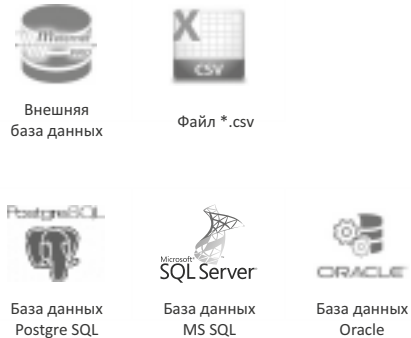 X
CSV
Внешняя
база данных
Файл *.csv
PostgreSQL
Microsoft®
SQL Server
ORACLE
База данных
Postgre SQL
База данных
MS SQL
База данных
Oracle